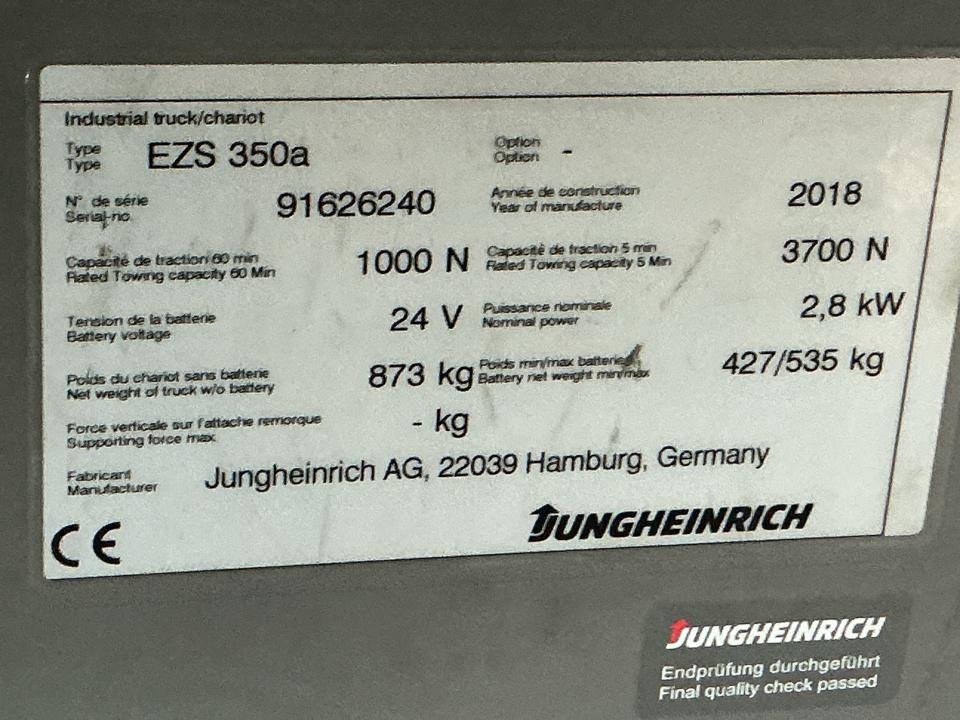 Industrial truck/chariot
Type
Type
EZS 350a
Option
Option
-
N° de série
Serial-no.
91626240
Année de construction
Year of manufacture
2018
Capacité de traction 60 min
Rated Towing capacity 60 Min
1000 N
Capacité de traction 5 min
Rated Towing capacity 5 Min
3700 N
Tension de la batterie
Battery voltage
24 V
Puissance nominale
Nominal power
2,8 kW
Poids du chariot sans batterie
Net weight of truck w/o battery
873 kg
Poids min/max batterie
Battery net weight min/max
427/535 kg
Force verticale sur l'attache remorque
Supporting force max
- kg
Fabricant
Manufacturer
Jungheinrich AG, 22039 Hamburg, Germany
CE
JUNGHEINRICH
JUNGHEINRICH
Endprüfung durchgeführt
Final quality check passed